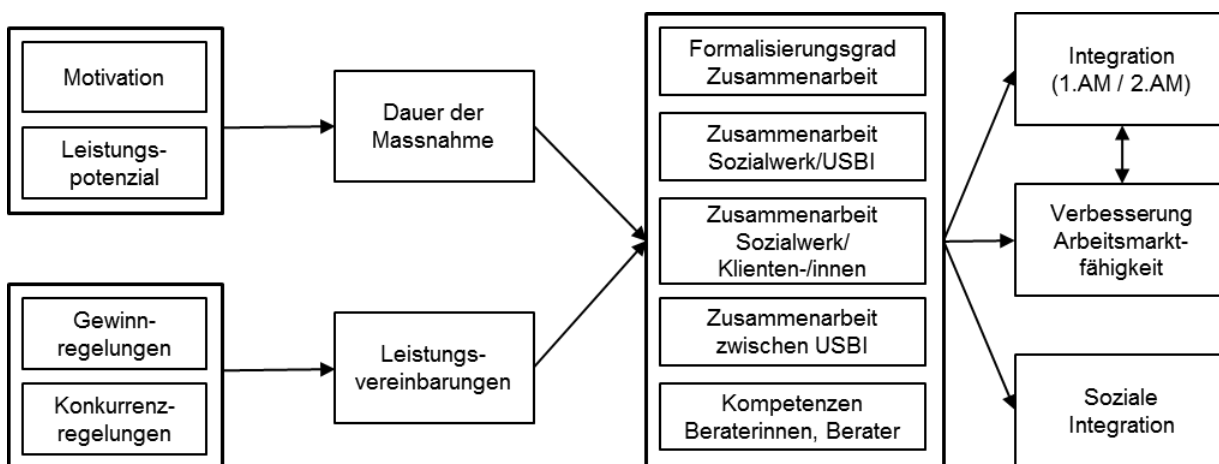 Motivation
Leistungs-
potenzial
Gewinn-
regelungen
Konkurrenz-
regelungen
Dauer der
Massnahme
Leistungs-
vereinbarungen
Formalisierungsgrad
Zusammenarbeit
Zusammenarbeit
Sozialwerk/USBI
Zusammenarbeit
Sozialwerk/
Klienten-/innen
Zusammenarbeit
zwischen USBI
Kompetenzen
Beraterinnen, Berater
Integration
(1.AM / 2.AM)
Verbesserung
Arbeitsmarkt-
fähigkeit
Soziale
Integration